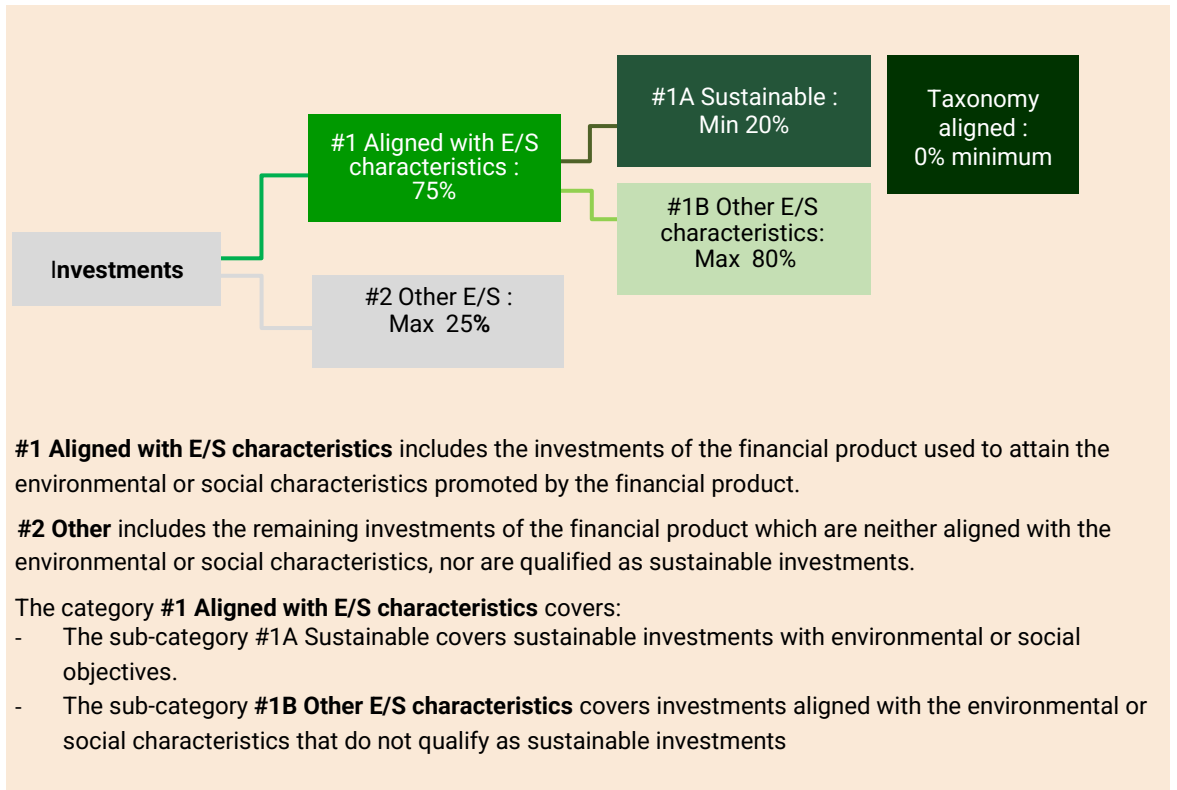 #1A Sustainable :
Min 20%
Taxonomy
aligned :
0% minimum
#1 Aligned with E/S
characteristics :
75%
#1B Other E/S
characteristics:
Max 80%
Investments
#2 Other E/S :
Max 25%
#1 Aligned with E/S characteristics includes the investments of the financial product used to attain the
environmental or social characteristics promoted by the financial product.
#2 Other includes the remaining investments of the financial product which are neither aligned with the
environmental or social characteristics, nor are qualified as sustainable investments.
The category #1 Aligned with E/S characteristics covers:
- The sub-category #1A Sustainable covers sustainable investments with environmental or social
objectives.
- The sub-category #1B Other E/S characteristics covers investments aligned with the environmental or
social characteristics that do not qualify as sustainable investments